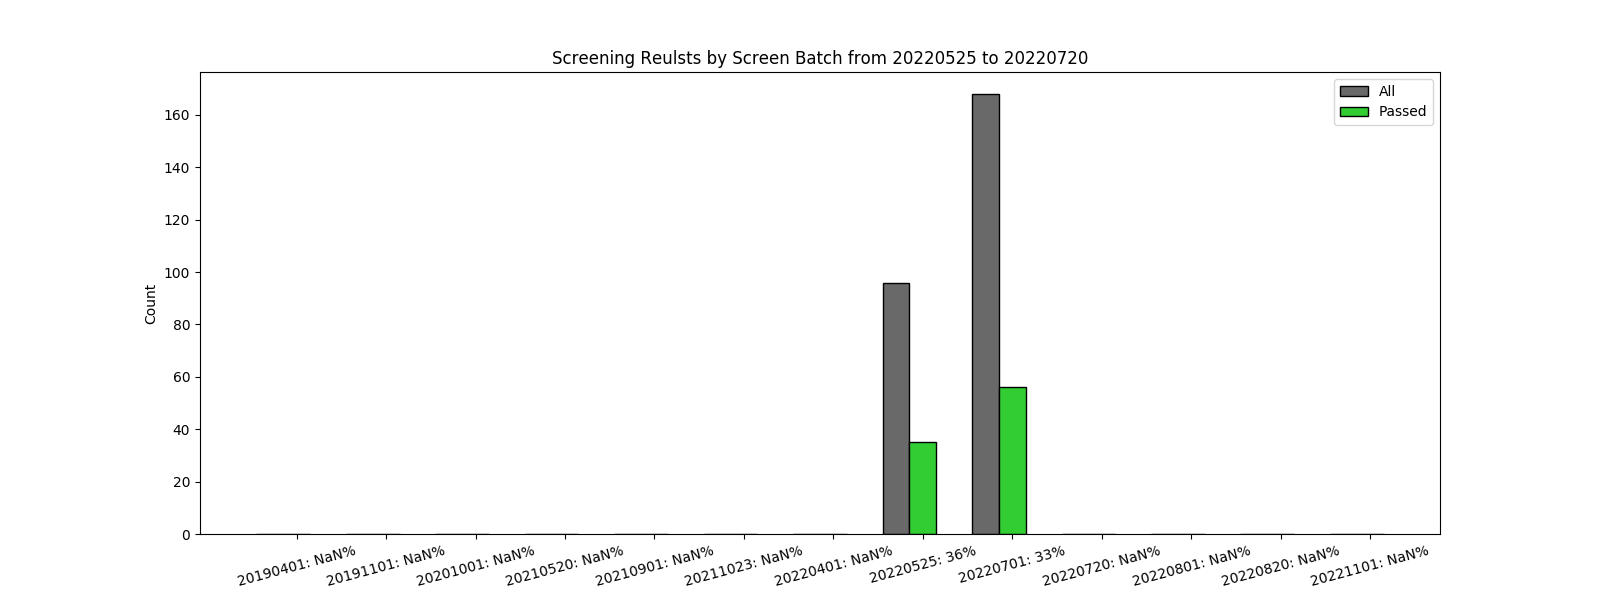 Screening Reulsts by Screen Batch from 20220525 to 20220720
All
Passed
Count
160
140
120
100
80
60
40
20
0
20190401: NaN%
20191101: NaN%
20201001: NaN%
20210520: NaN%
20210901: NaN%
20211023: NaN%
20220401: NaN%
20220525: 36%
20220701: 33%
20220720: NaN%
20220801: NaN%
20220820: NaN%
20221101: NaN%